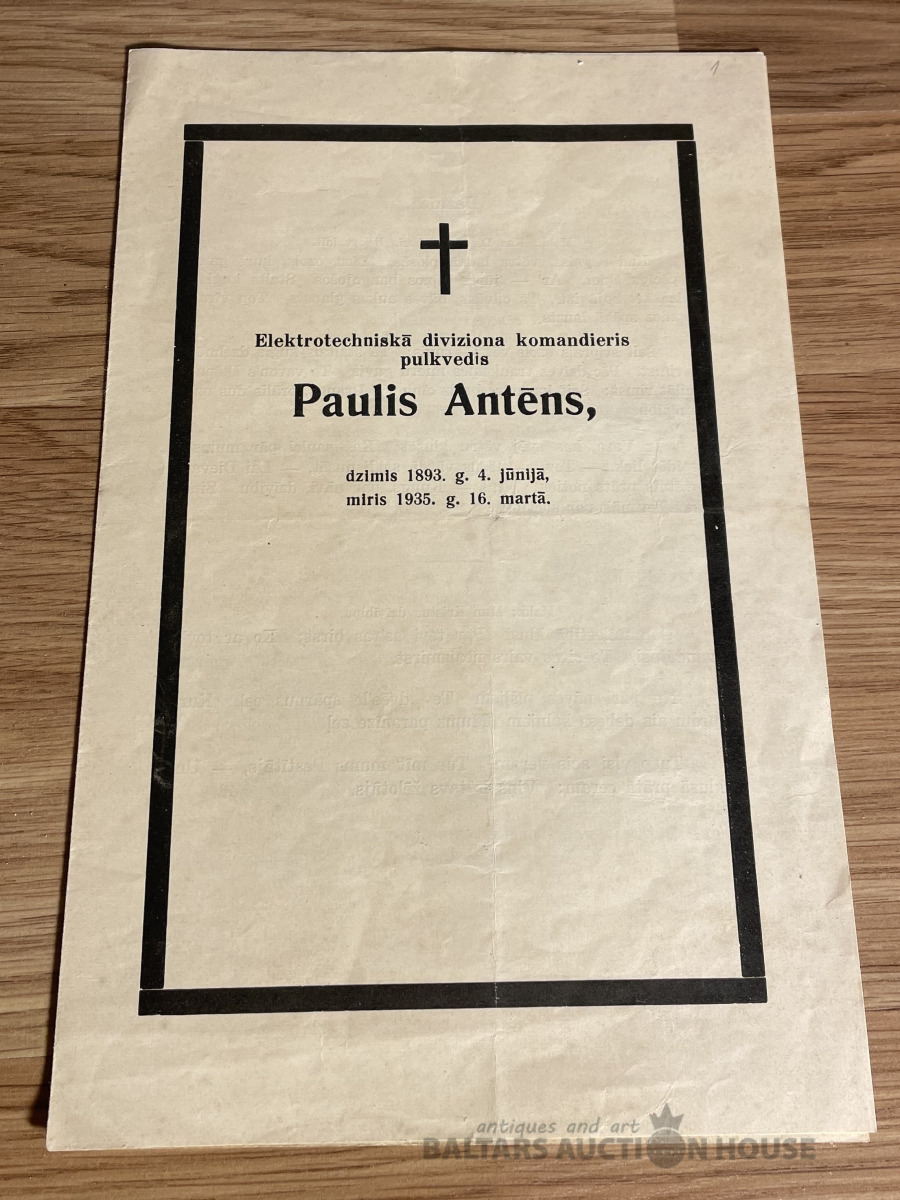 1
Elektrotechniskā diviziona komandieris
pulkvedis
Paulis Antēns,
dzimis 1893. g. 4. jūnijā,
miris 1935. g. 16. martā.
antiques and art
BALTARS AUCTION HOUSE